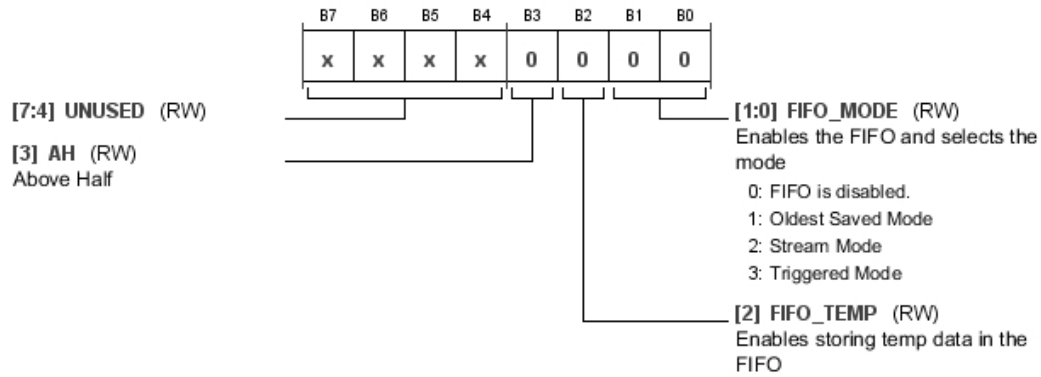 B7 B6 B5 B4 B3 B2 B1 B0
x x x x 0 0 0 0
[7:4] UNUSED (RW)
[3] AH (RW)
Above Half
[1:0] FIFO_MODE (RW)
Enables the FIFO and selects the
mode
0: FIFO is disabled.
1: Oldest Saved Mode
2: Stream Mode
3: Triggered Mode
[2] FIFO_TEMP (RW)
Enables storing temp data in the
FIFO